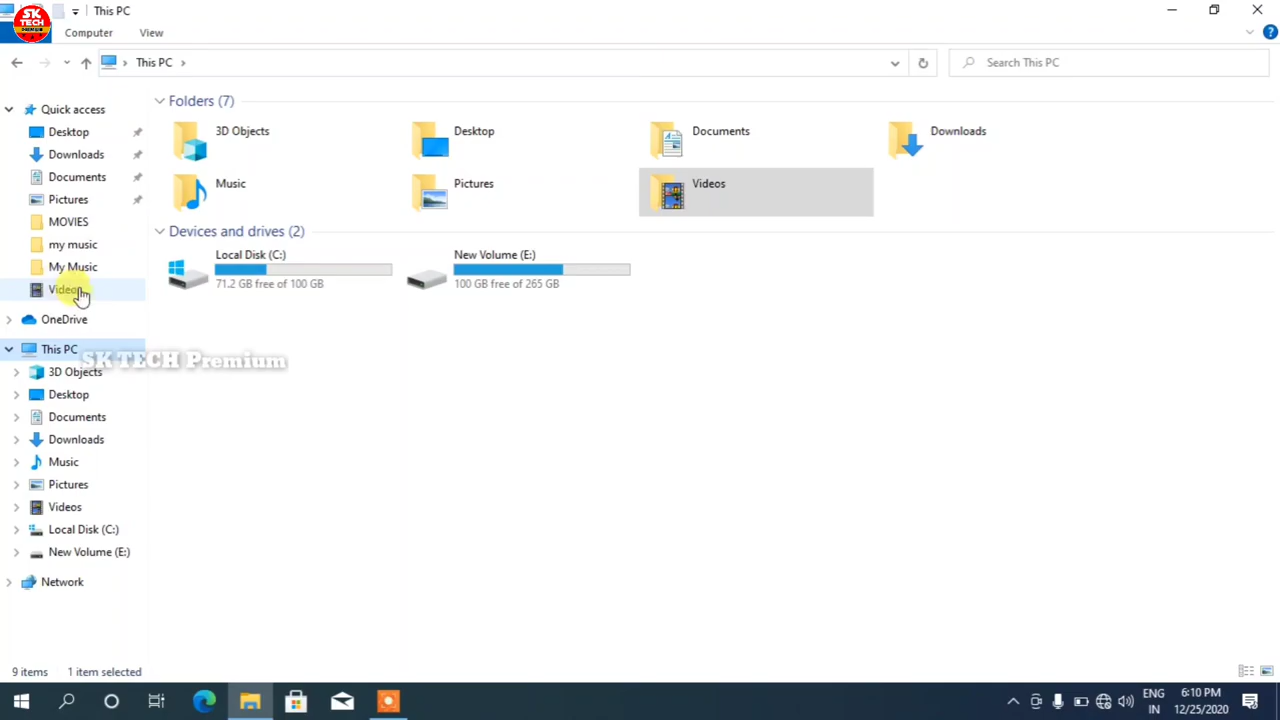 SK
TECH
PREMIUM
This PC
Computer
View
This PC
Search This PC
Quick access
Desktop
Downloads
Documents
Pictures
MOVIES
my music
My Music
Videos
OneDrive
This PC
3D Objects
Desktop
Documents
Downloads
Music
Pictures
Videos
Local Disk (C:)
New Volume (E:)
Network
Folders (7)
3D Objects
Desktop
Documents
Downloads
Music
Pictures
Videos
Devices and drives (2)
Local Disk (C:)
71.2 GB free of 100 GB
New Volume (E:)
100 GB free of 265 GB
SK TECH Premium
9 items
1 item selected
ENG
IN
6:10 PM
12/25/2020